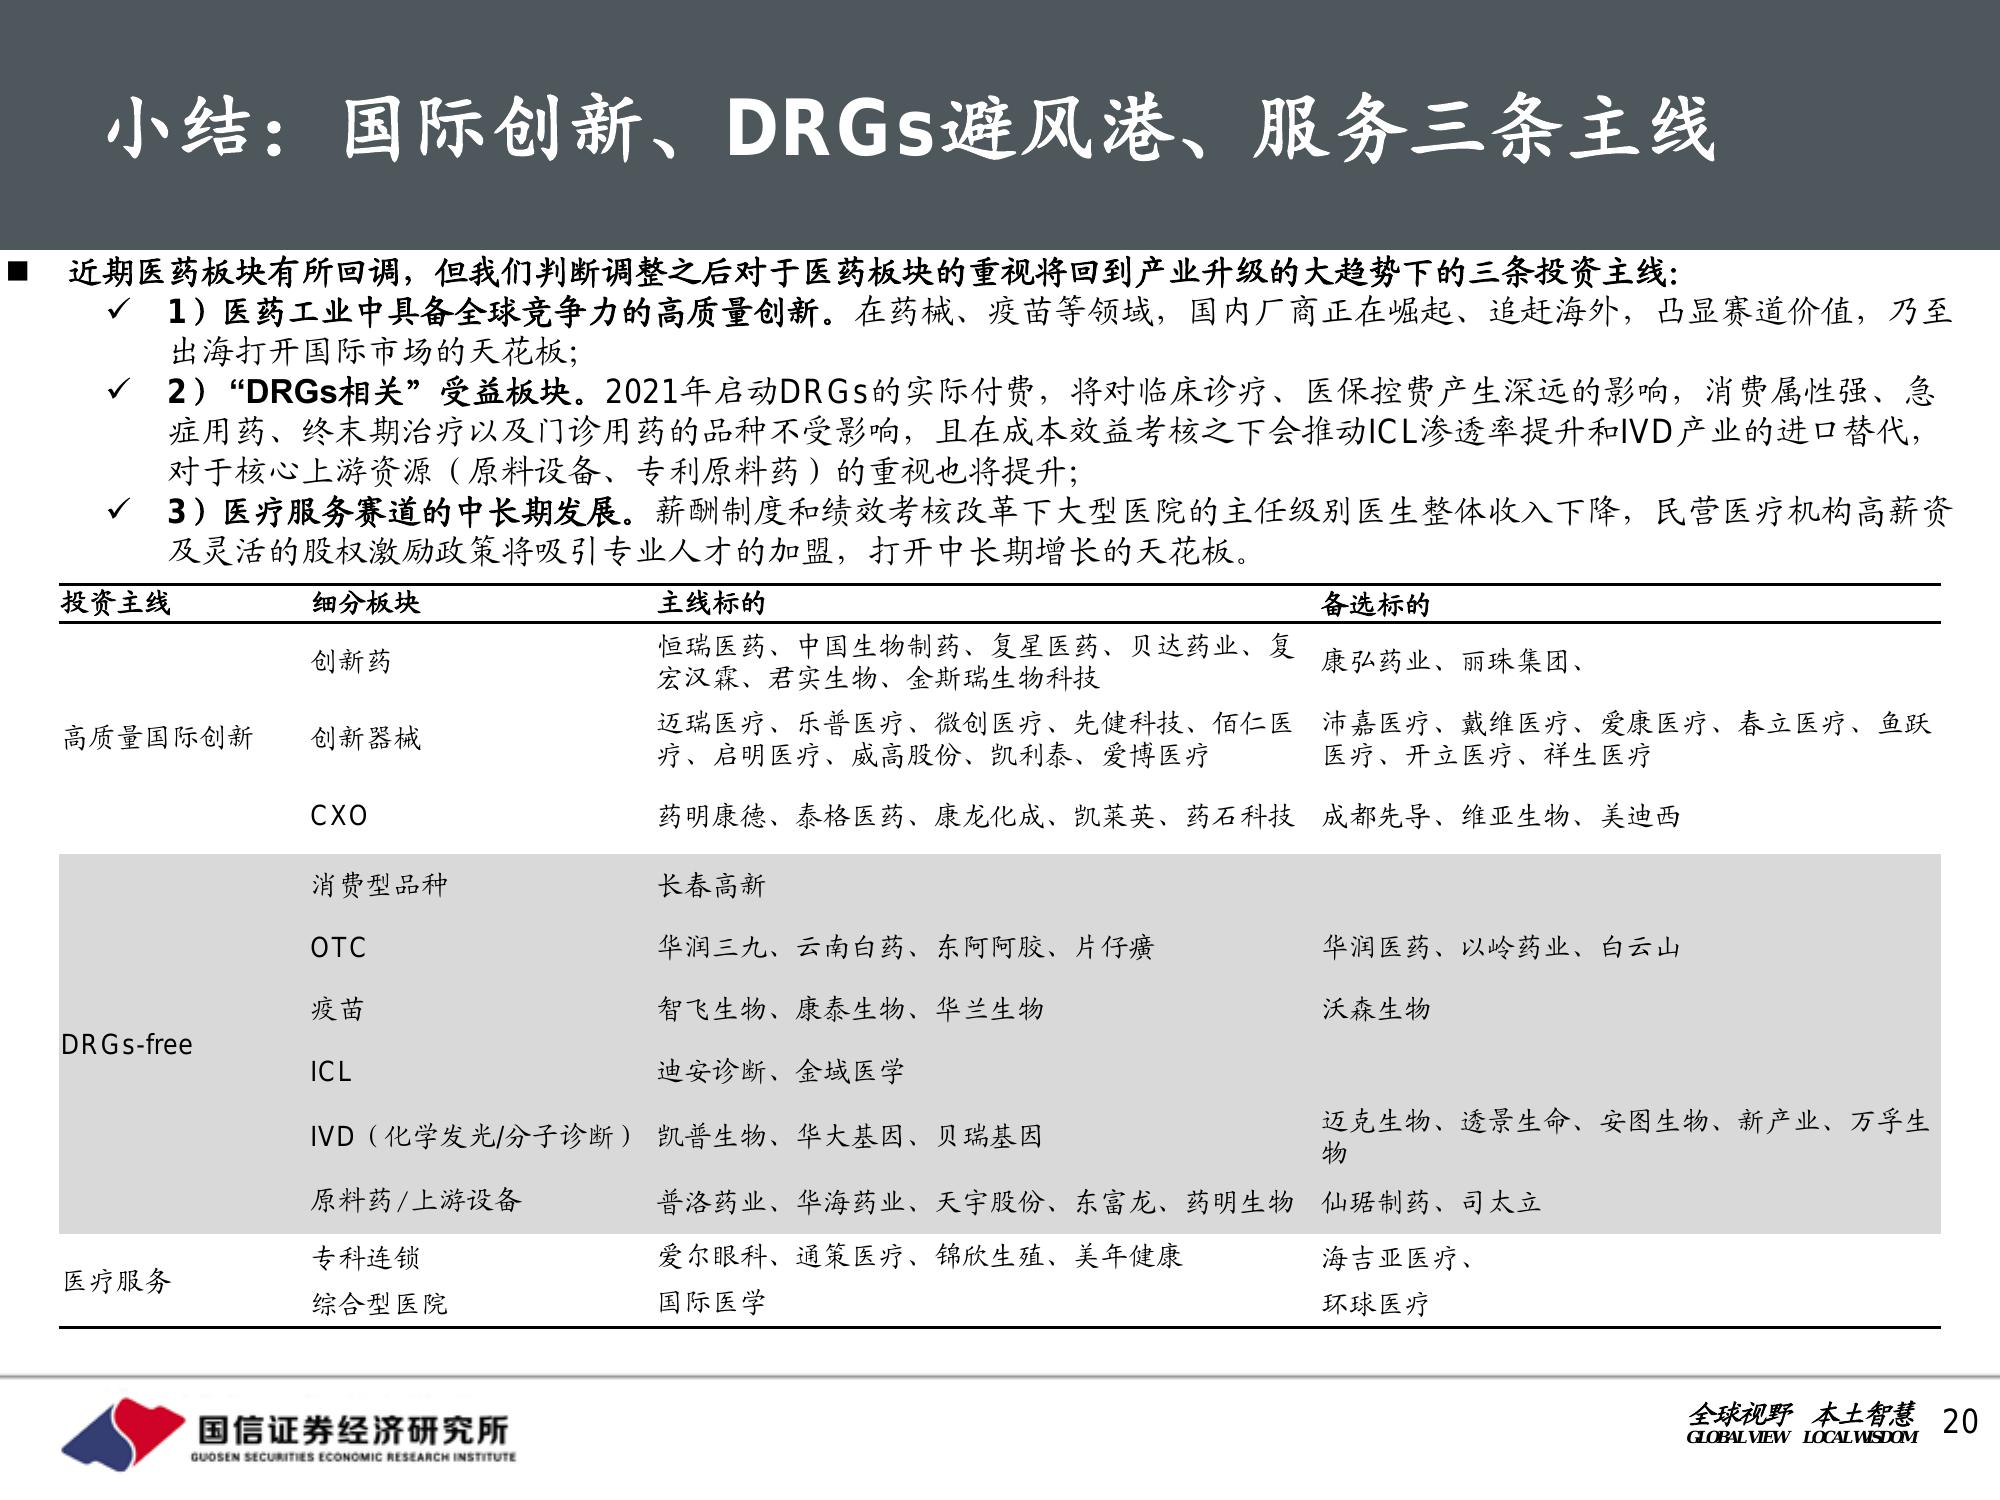 小结：国际创新、DRGs避风港、服务三条主线
■ 近期医药板块有所回调，但我们判断调整之后对于医药板块的重视将回到产业升级的大趋势下的三条投资主线：
✓ 1）医药工业中具备全球竞争力的高质量创新。在药械、疫苗等领域，国内厂商正在崛起、追赶海外，凸显赛道价值，乃至
出海打开国际市场的天花板；
✓ 2）“DRGs相关”受益板块。2021年启动DRGs的实际付费，将对临床诊疗、医保控费产生深远的影响，消费属性强、急
症用药、终末期治疗以及门诊用药的品种不受影响，且在成本效益考核之下会推动ICL渗透率提升和IVD产业的进口替代，
对于核心上游资源（原料设备、专利原料药）的重视也将提升；
✓ 3）医疗服务赛道的中长期发展。薪酬制度和绩效考核改革下大型医院的主任级别医生整体收入下降，民营医疗机构高薪资
及灵活的股权激励政策将吸引专业人才的加盟，打开中长期增长的天花板。
投资主线 细分板块 主线标的 备选标的
高质量国际创新
创新药
恒瑞医药、中国生物制药、复星医药、贝达药业、复
宏汉霖、君实生物、金斯瑞生物科技
康弘药业、丽珠集团、
创新器械
迈瑞医疗、乐普医疗、微创医疗、先健科技、佰仁医
疗、启明医疗、威高股份、凯利泰、爱博医疗
沛嘉医疗、戴维医疗、爱康医疗、春立医疗、鱼跃
医疗、开立医疗、祥生医疗
CXO 药明康德、泰格医药、康龙化成、凯莱英、药石科技 成都先导、维亚生物、美迪西
DRGs-free
消费型品种 长春高新
OTC 华润三九、云南白药、东阿阿胶、片仔癀 华润医药、以岭药业、白云山
疫苗 智飞生物、康泰生物、华兰生物 沃森生物
ICL 迪安诊断、金域医学
IVD（化学发光/分子诊断） 凯普生物、华大基因、贝瑞基因
迈克生物、透景生命、安图生物、新产业、万孚生
物
原料药/上游设备 普洛药业、华海药业、天宇股份、东富龙、药明生物 仙琚制药、司太立
医疗服务
专科连锁 爱尔眼科、通策医疗、锦欣生殖、美年健康 海吉亚医疗、
综合型医院 国际医学 环球医疗
国信证券经济研究所
GUOSEN SECURITIES ECONOMIC RESEARCH INSTITUTE
全球视野 本土智慧
GLOBAL VIEW LOCAL WISDOM
20